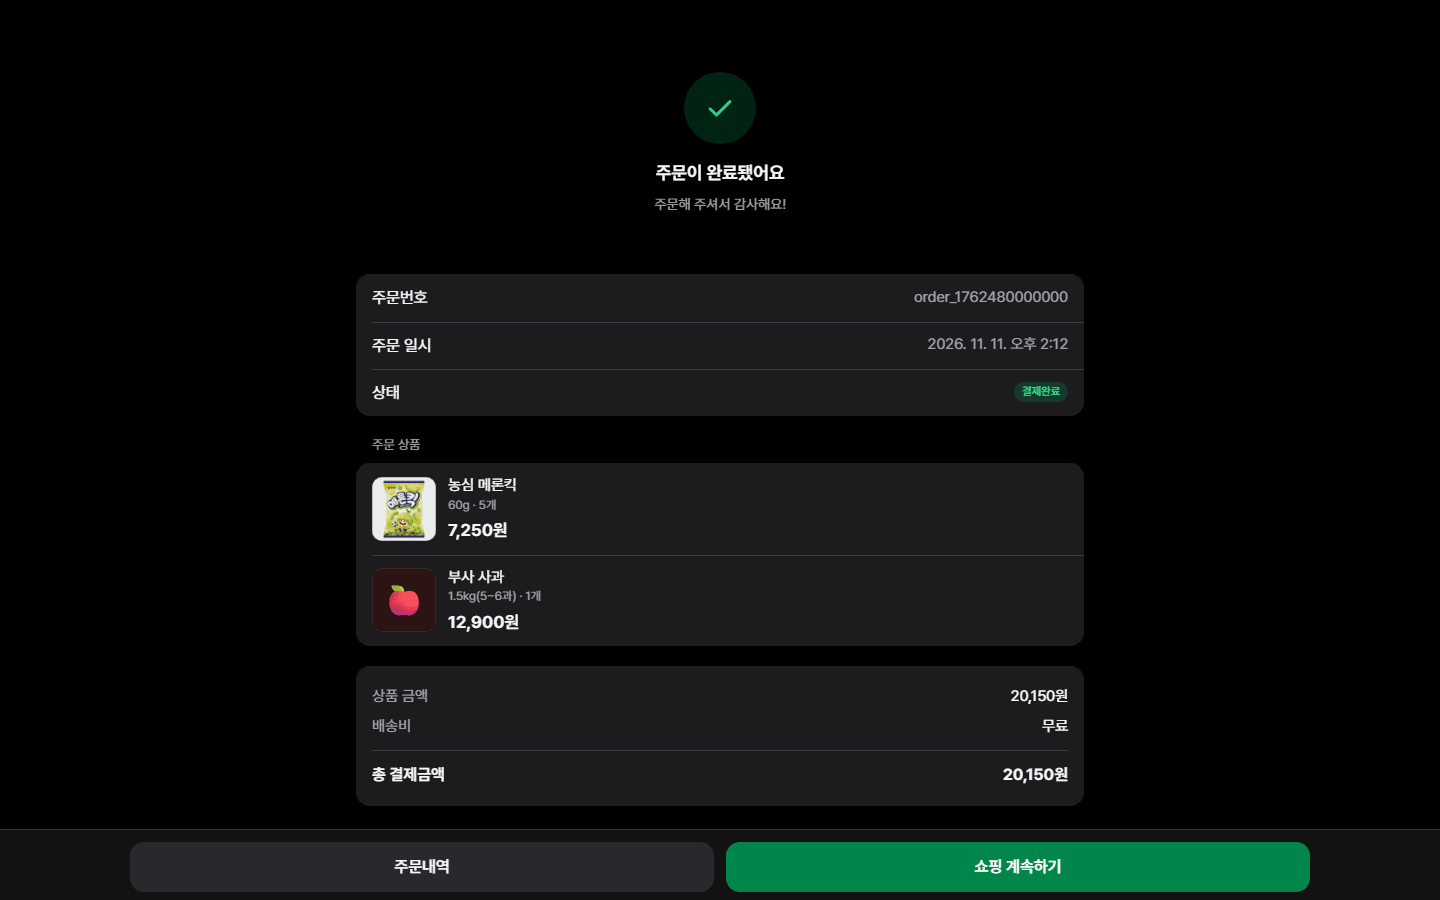 주문이 완료됐어요
주문해 주셔서 감사해요!
주문번호 order_1762480000000
주문 일시 2026. 11. 11. 오후 2:12
상태 결제완료
주문 상품
메론킥
농심 메론킥
60g · 5개
7,250원
부사 사과
1.5kg(5~6과) · 1개
12,900원
상품 금액 20,150원
배송비 무료
총 결제금액 20,150원
주문내역 쇼핑 계속하기